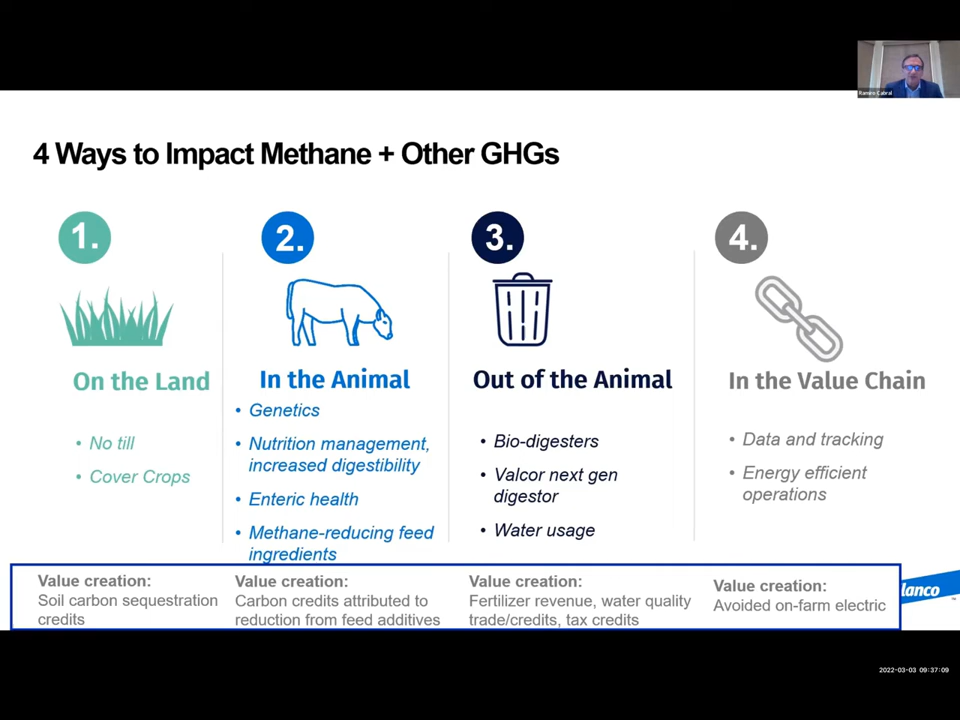 Ramiro Cabral
4 Ways to Impact Methane + Other GHGs
1.
On the Land
• No till
• Cover Crops
2.
In the Animal
• Genetics
• Nutrition management,
increased digestibility
• Enteric health
• Methane-reducing feed
ingredients
3.
Out of the Animal
• Bio-digesters
• Valcor next gen
digestor
• Water usage
4.
In the Value Chain
• Data and tracking
• Energy efficient
operations
Value creation:
Soil carbon sequestration
credits
Value creation:
Carbon credits attributed to
reduction from feed additives
Value creation:
Fertilizer revenue, water quality
trade/credits, tax credits
Value creation:
Avoided on-farm electric
lanco
2022-03-03 09:37:09